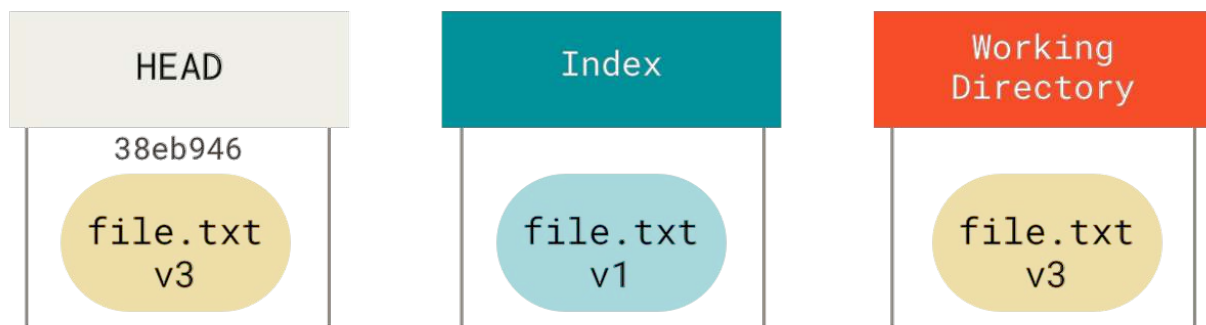 HEAD
Index
Working
Directory
38eb946
file.txt
v3
file.txt
v1
file.txt
v3